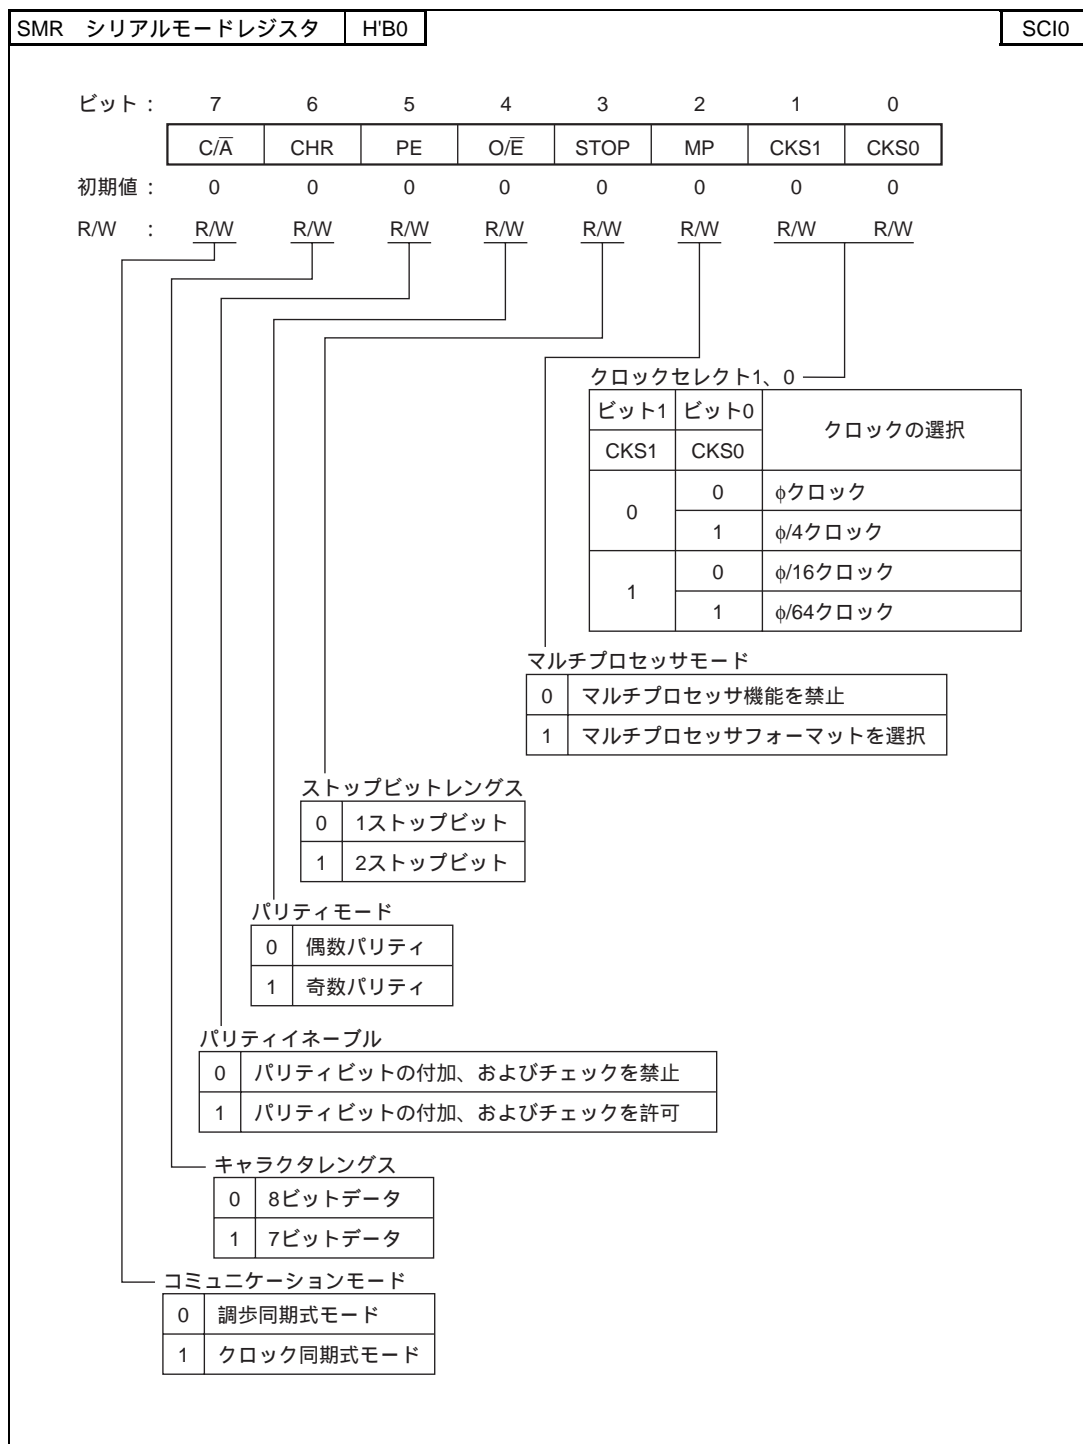 SMR シリアルモードレジスタ H'B0 SCI0
ビット： 7 6 5 4 3 2 1 0
C/A̅ CHR PE O/E̅ STOP MP CKS1 CKS0
初期値： 0 0 0 0 0 0 0 0
R/W ： R/W R/W R/W R/W R/W R/W R/W R/W
クロックセレクト1、0
ビット1 ビット0 クロックの選択
CKS1 CKS0
0 0 φクロック
1 φ/4クロック
1 0 φ/16クロック
1 φ/64クロック
マルチプロセッサモード
0 マルチプロセッサ機能を禁止
1 マルチプロセッサフォーマットを選択
ストップビットレングス
0 1ストップビット
1 2ストップビット
パリティモード
0 偶数パリティ
1 奇数パリティ
パリティイネーブル
0 パリティビットの付加、およびチェックを禁止
1 パリティビットの付加、およびチェックを許可
キャラクタレングス
0 8ビットデータ
1 7ビットデータ
コミュニケーションモード
0 調歩同期式モード
1 クロック同期式モード